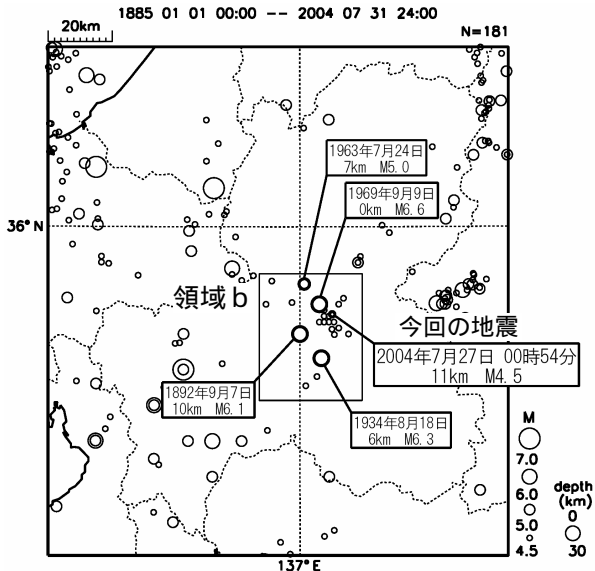 1885 01 01 00:00 -- 2004 07 31 24:00
20km
N=181
1963年7月24日
7km M5.0
1969年9月9日
0km M6.6
36°N
領域b
今回の地震
2004年7月27日 00時54分
11km M4.5
1892年9月7日
10km M6.1
1934年8月18日
6km M6.3
M
7.0
6.0
5.0
4.5
depth
(km)
0
30
137°E